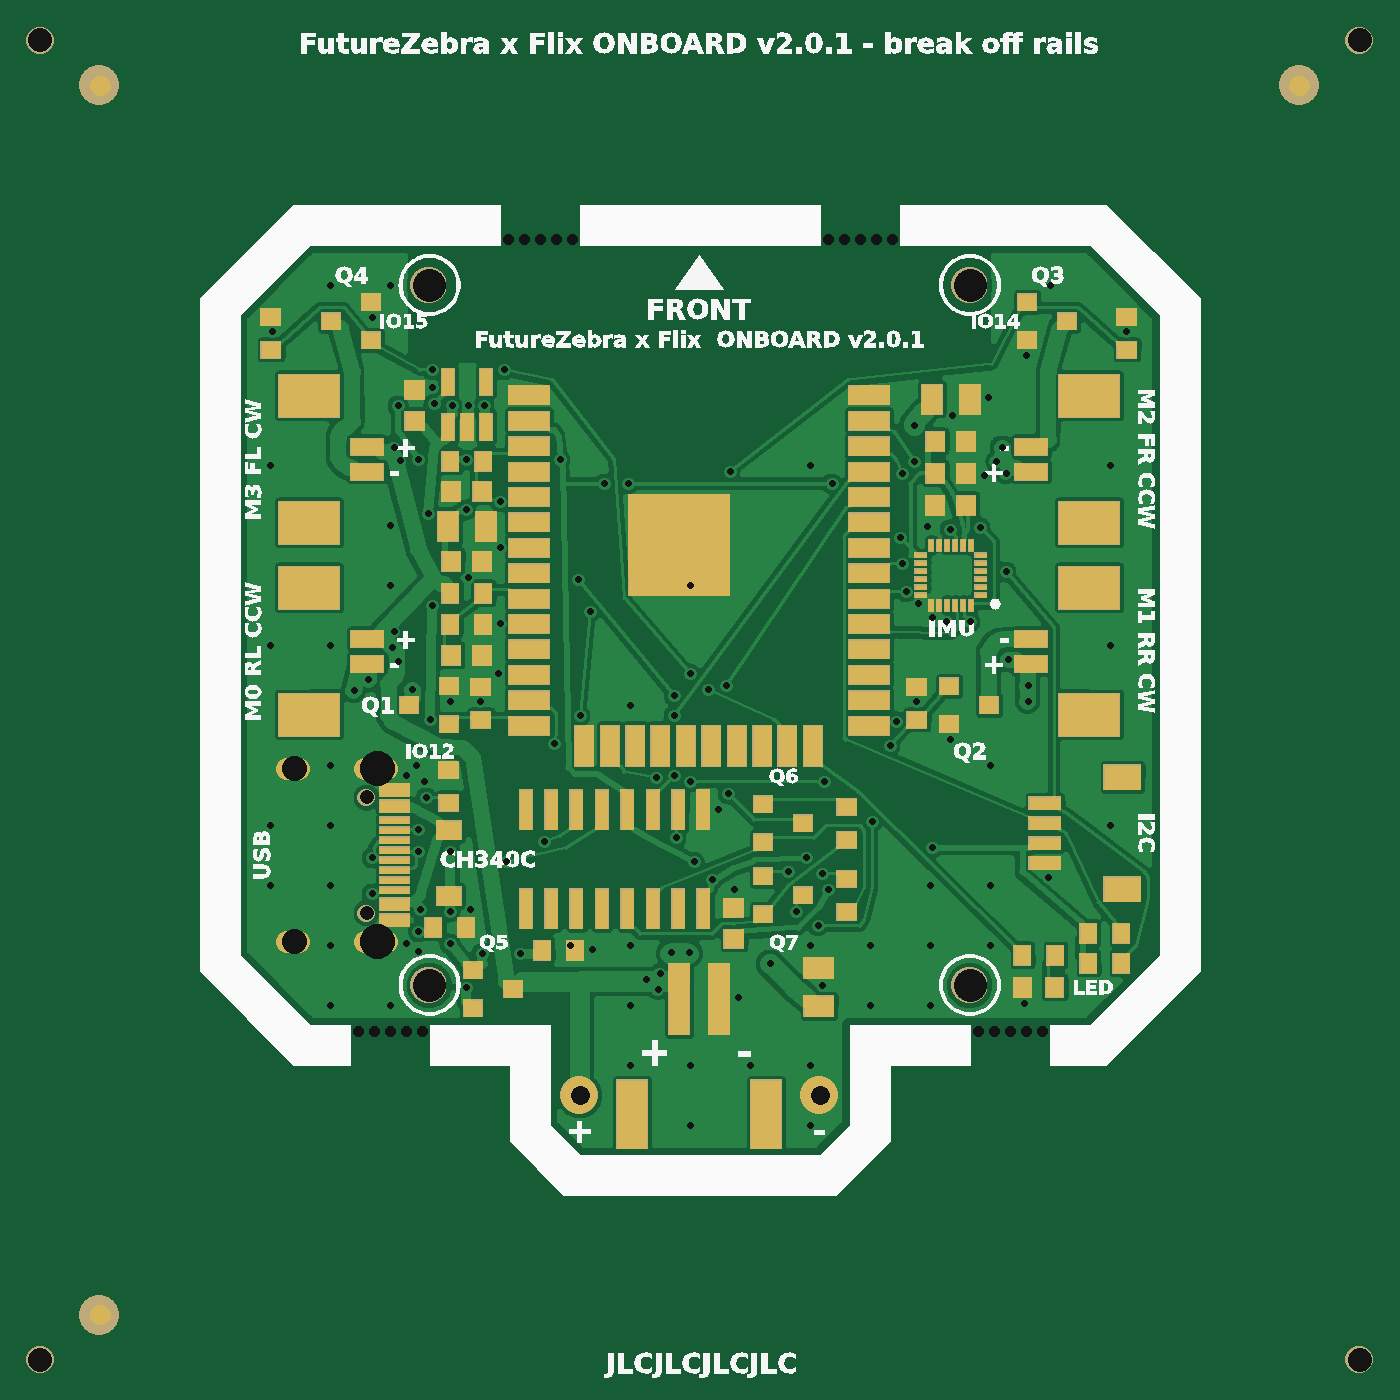 FutureZebra x Flix ONBOARD v2.0.1 - break off rails
Q4
Q3
FRONT
IO15
IO14
FutureZebra x Flix ONBOARD v2.0.1
M3 FL CW
M2 FR CCW
+
-
-
+
M0 RL CCW
M1 RR CW
IMU
+
-
-
+
Q1
Q2
IO12
Q6
USB
I2C
CH340C
Q5
Q7
LED
+
-
+
-
JLCJLCJLCJLC